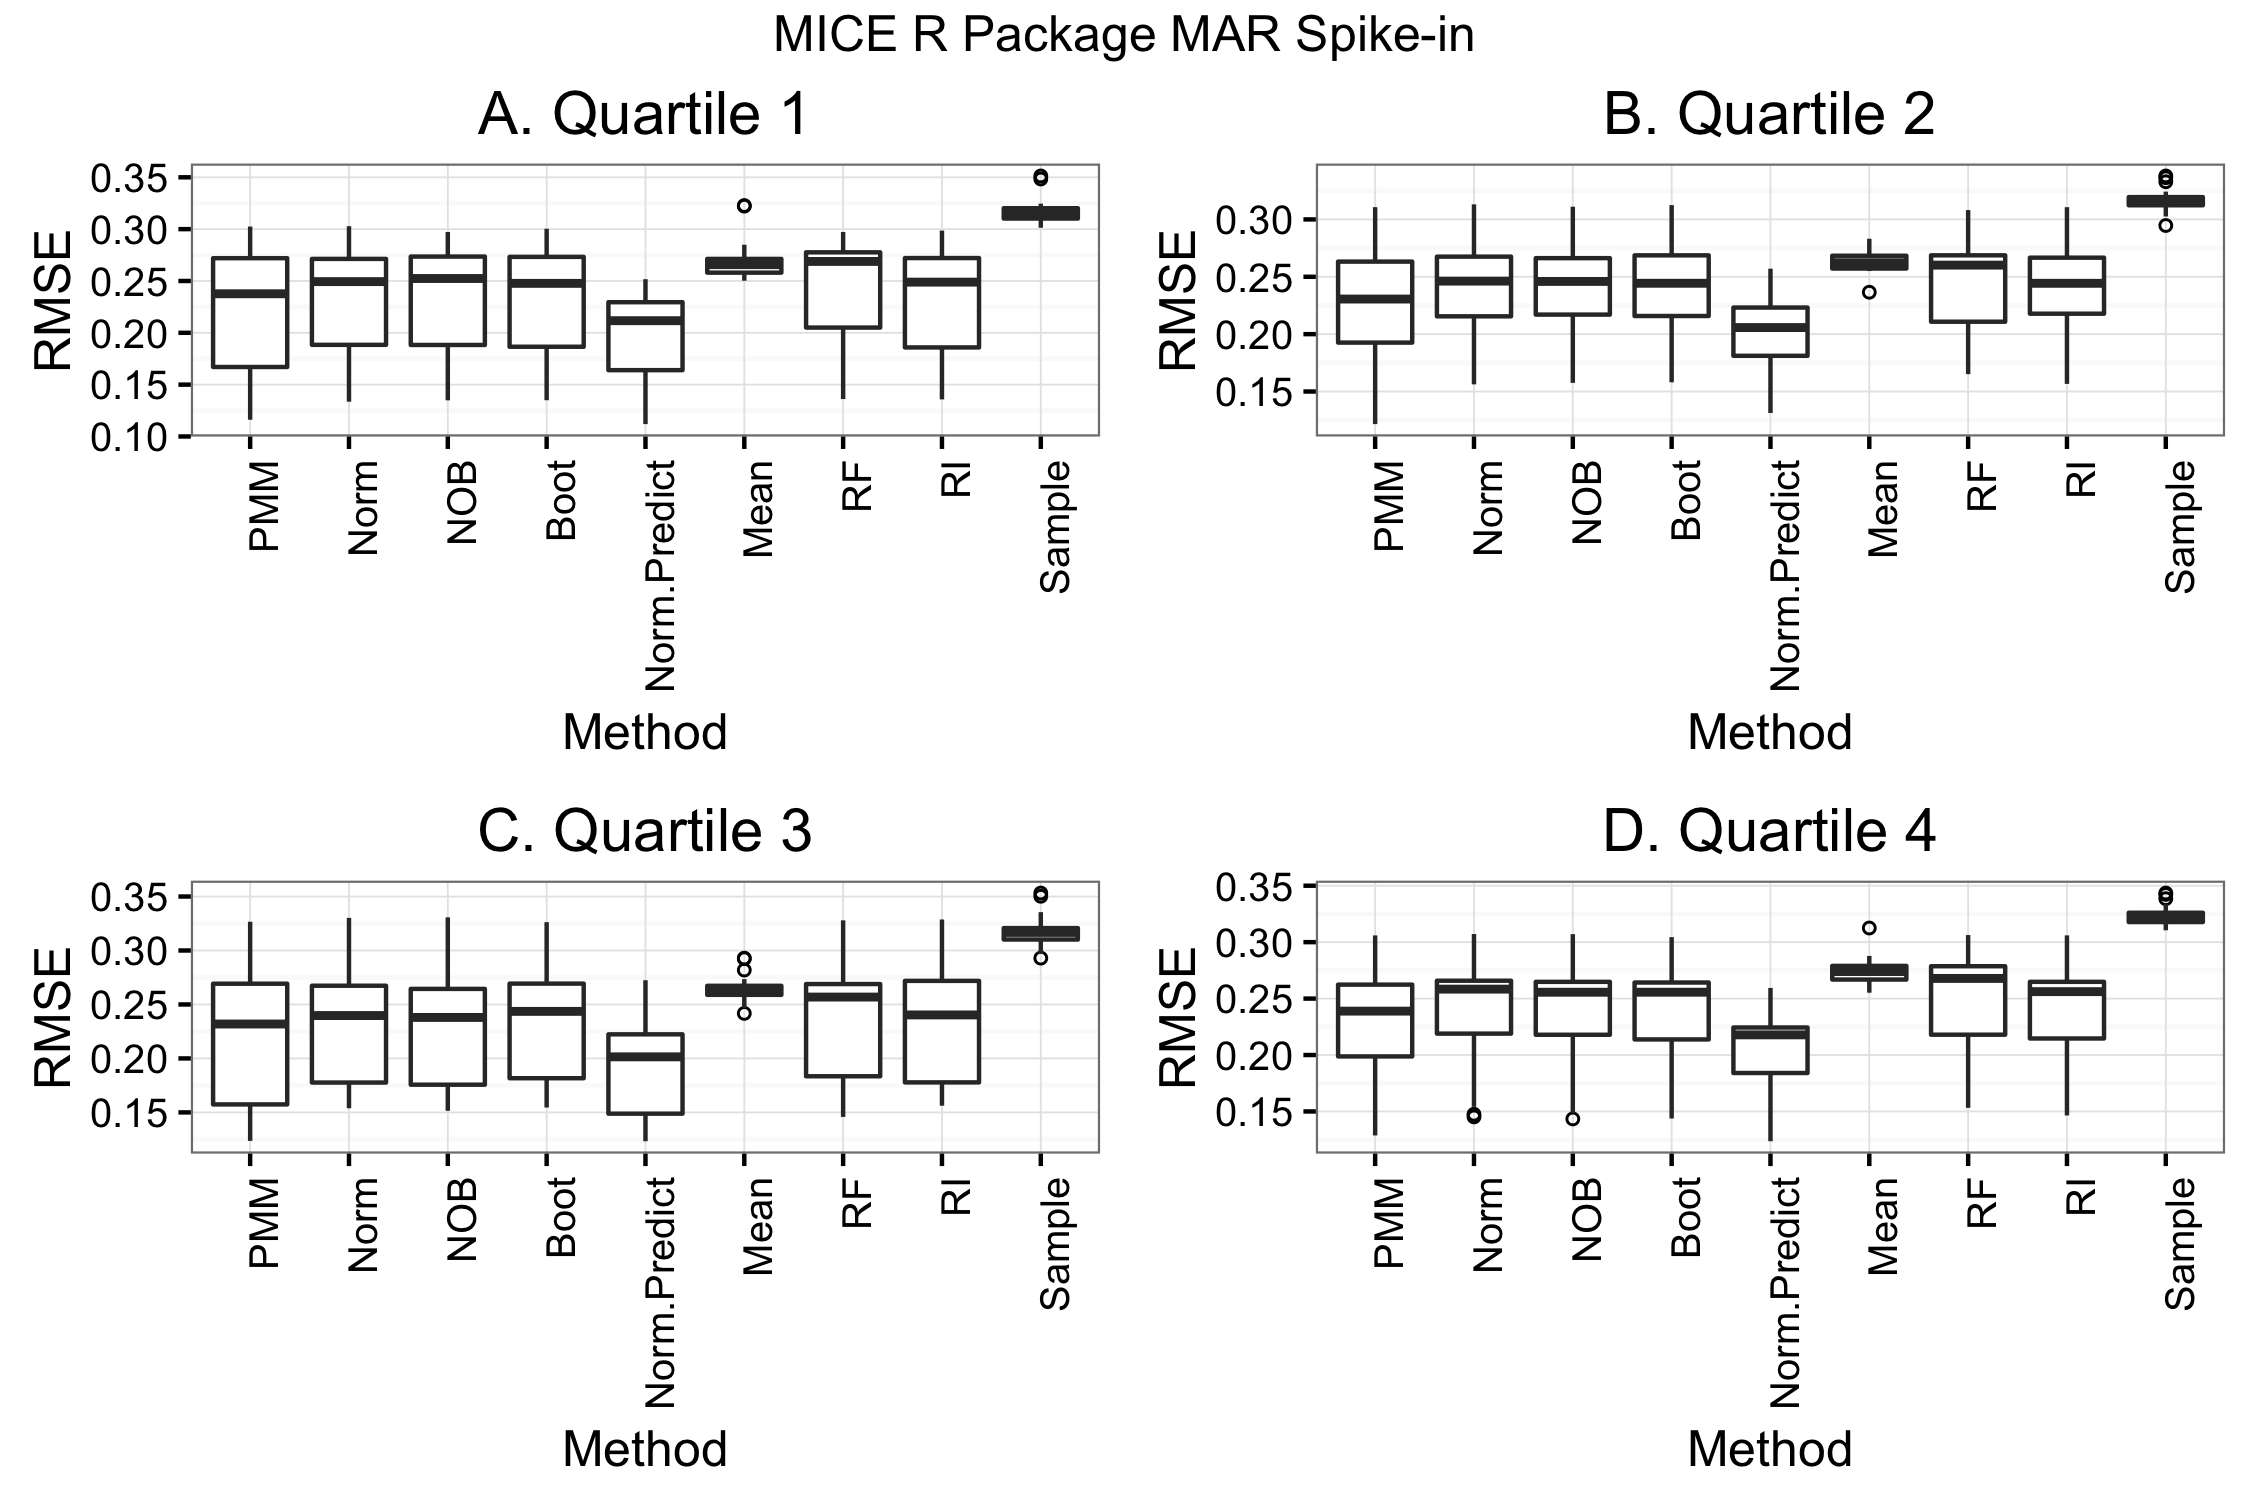 MICE R Package MAR Spike-in
A. Quartile 1
RMSE
0.35
0.30
0.25
0.20
0.15
0.10
PMM
Norm
NOB
Boot
Norm.Predict
Mean
RF
RI
Sample
Method
B. Quartile 2
RMSE
0.30
0.25
0.20
0.15
PMM
Norm
NOB
Boot
Norm.Predict
Mean
RF
RI
Sample
Method
C. Quartile 3
RMSE
0.35
0.30
0.25
0.20
0.15
PMM
Norm
NOB
Boot
Norm.Predict
Mean
RF
RI
Sample
Method
D. Quartile 4
RMSE
0.35
0.30
0.25
0.20
0.15
PMM
Norm
NOB
Boot
Norm.Predict
Mean
RF
RI
Sample
Method